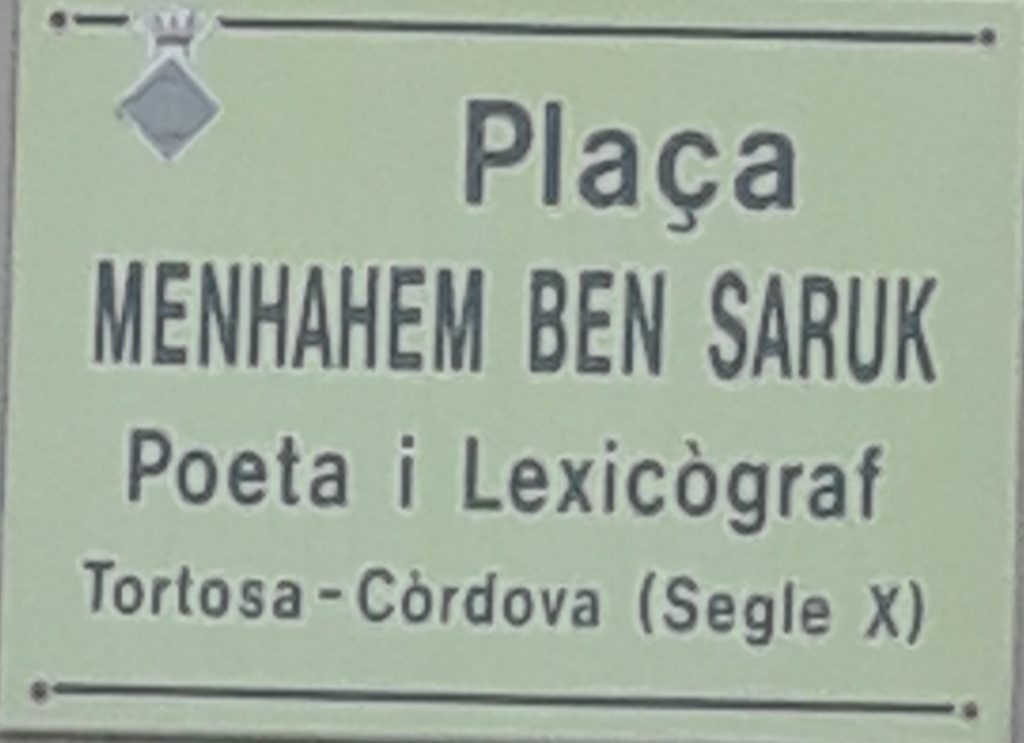 Plaça
MENHAHEM BEN SARUK
Poeta i Lexicògraf
Tortosa-Còrdova (Segle X)